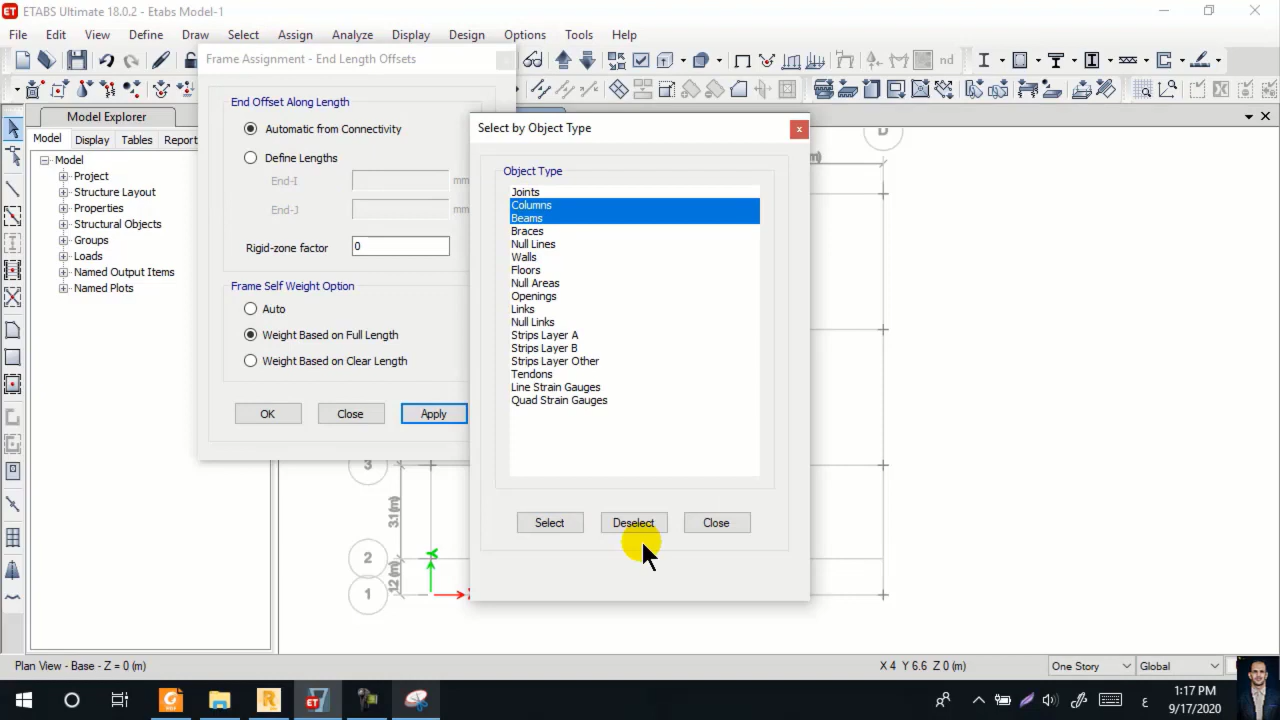 ETABS Ultimate 18.0.2 - Etabs Model-1
File Edit View Define Draw Select Assign Analyze Display Design Options Tools Help
nd
Model Explorer
Model Display Tables Report
Model
Project
Structure Layout
Properties
Structural Objects
Groups
Loads
Named Output Items
Named Plots
Frame Assignment - End Length Offsets
End Offset Along Length
Automatic from Connectivity
Define Lengths
End-I mm
End-J mm
Rigid-zone factor 0
Frame Self Weight Option
Auto
Weight Based on Full Length
Weight Based on Clear Length
OK Close Apply
Select by Object Type
x
Object Type
Joints
Columns
Beams
Braces
Null Lines
Walls
Floors
Null Areas
Openings
Links
Null Links
Strips Layer A
Strips Layer B
Strips Layer Other
Tendons
Line Strain Gauges
Quad Strain Gauges
Select Deselect Close
D
3
3.1 (m)
2
1.2 (m)
1
Y
Plan View - Base - Z = 0 (m)
X 4 Y 6.6 Z 0 (m)
One Story
Global
ع
1:17 PM
9/17/2020